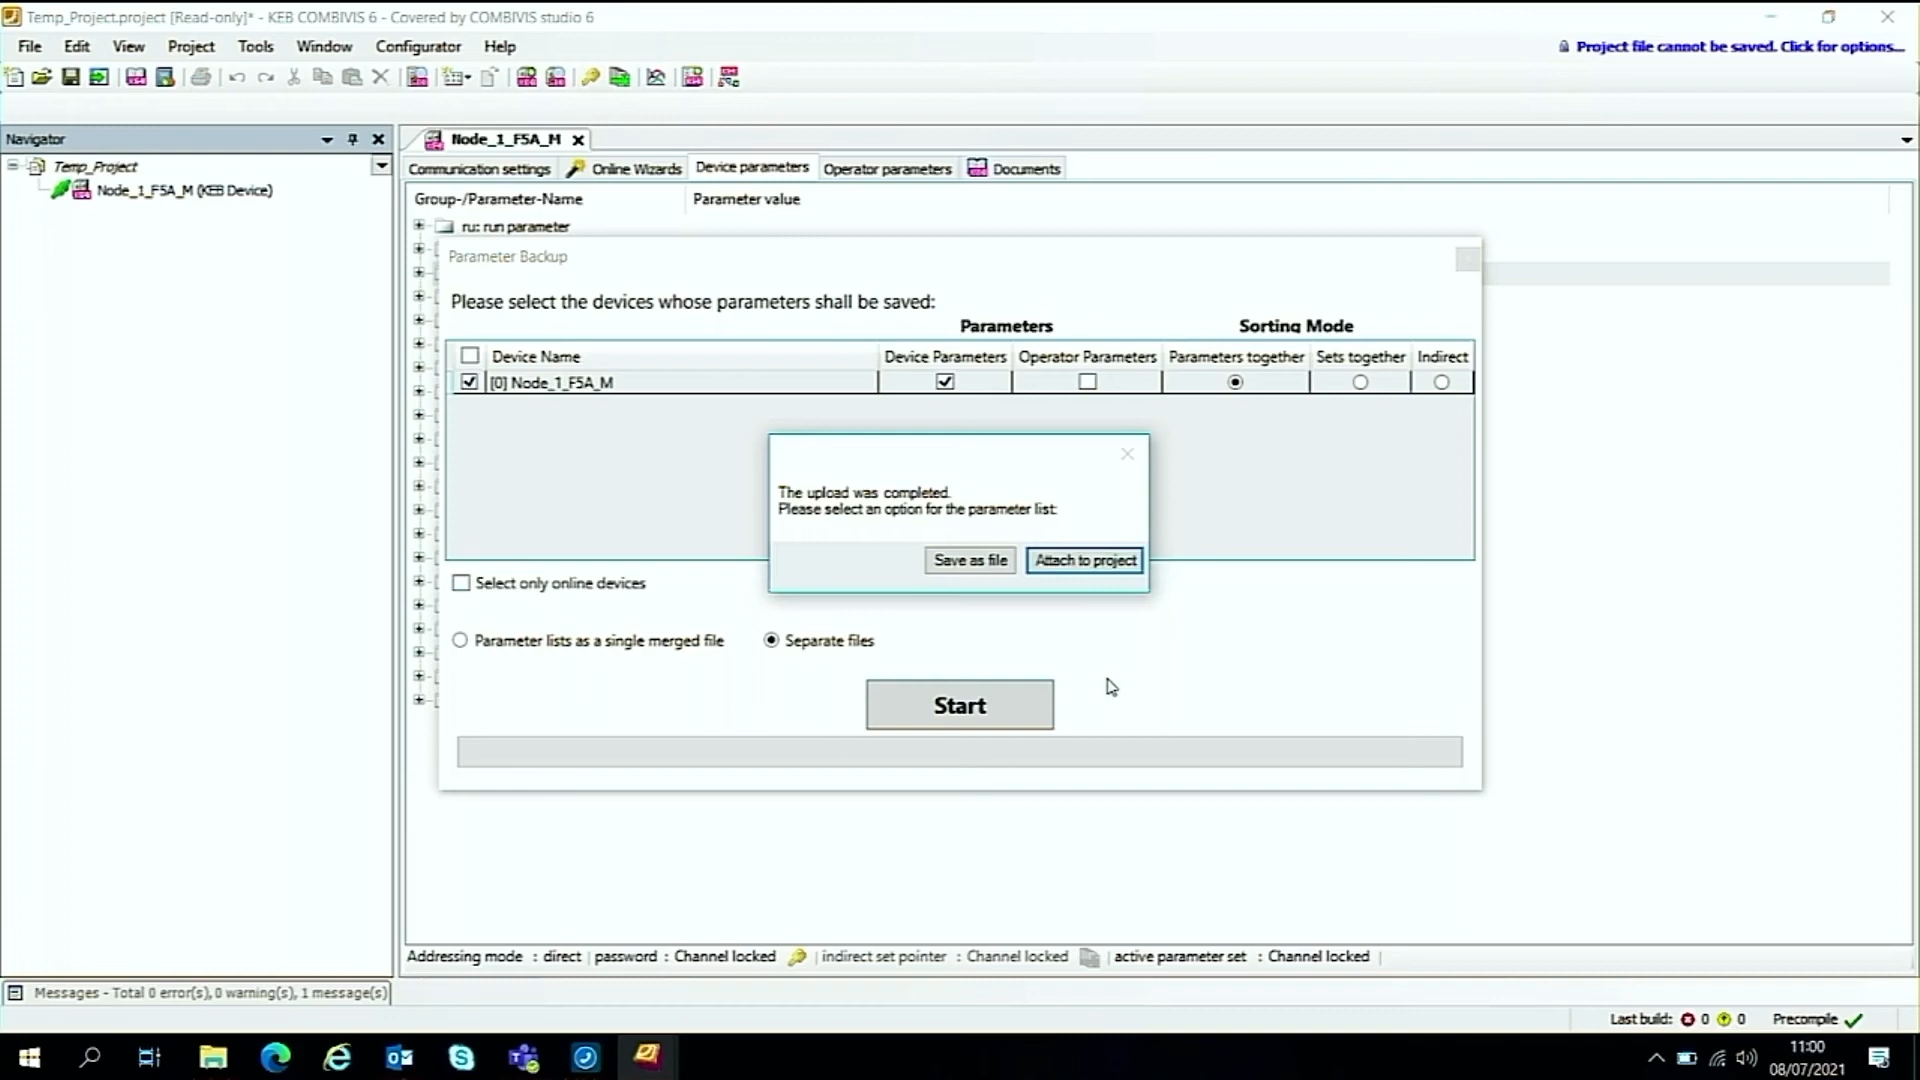 Temp_Project.project [Read-only]* - KEB COMBIVIS 6 - Covered by COMBIVIS studio 6
File Edit View Project Tools Window Configurator Help
Project file cannot be saved. Click for options...
Navigator
Temp_Project
Node_1_F5A_M (KEB Device)
Node_1_F5A_M
Communication settings Online Wizards Device parameters Operator parameters Documents
Group-/Parameter-Name Parameter value
ru: run parameter
Parameter Backup
Please select the devices whose parameters shall be saved:
Parameters Sorting Mode
Device Name Device Parameters Operator Parameters Parameters together Sets together Indirect
[0] Node_1_F5A_M
The upload was completed.
Please select an option for the parameter list:
Save as file Attach to project
Select only online devices
Parameter lists as a single merged file Separate files
Start
Addressing mode : direct password : Channel locked indirect set pointer : Channel locked active parameter set : Channel locked
Messages - Total 0 error(s), 0 warning(s), 1 message(s)
Last build: 0 0 Precompile
11:00
08/07/2021